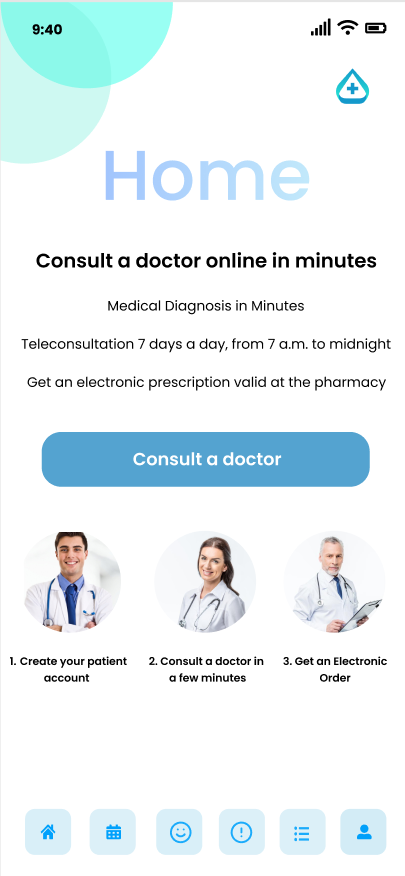 9:40
Home
Consult a doctor online in minutes
Medical Diagnosis in Minutes
Teleconsultation 7 days a day, from 7 a.m. to midnight
Get an electronic prescription valid at the pharmacy
Consult a doctor
1. Create your patient
account
2. Consult a doctor in
a few minutes
3. Get an Electronic
Order